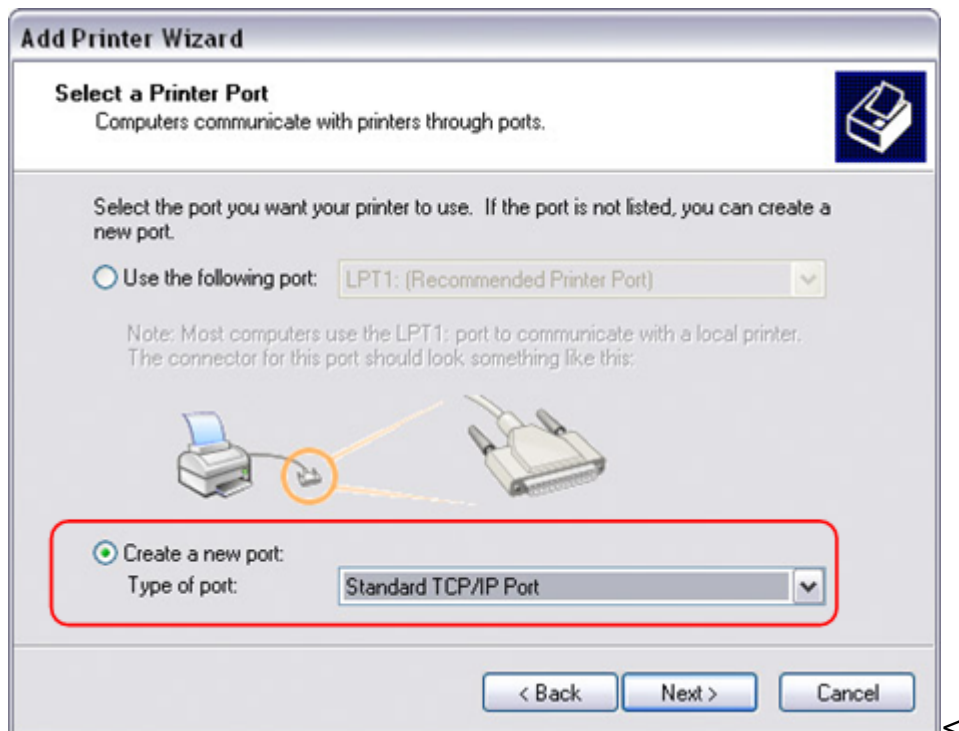 Add Printer Wizard
Select a Printer Port
Computers communicate with printers through ports.
Select the port you want your printer to use.  If the port is not listed, you can create a
new port.
Use the following port:
LPT1: (Recommended Printer Port)
Note: Most computers use the LPT1: port to communicate with a local printer.
The connector for this port should look something like this:
Create a new port:
Type of port:
Standard TCP/IP Port
< Back
Next >
Cancel
<